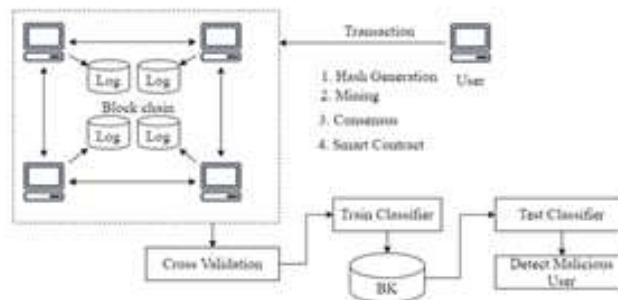 Transaction
User
Log
Log
Block chain
Log
Log
1. Hash Generation
2. Mining
3. Consensus
4. Smart Contract
Train Classifier
Test Classifier
Cross Validation
BK
Detect Malicious
User